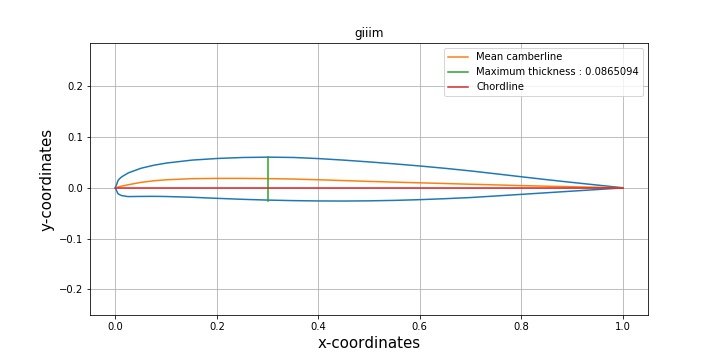 giiim
Mean camberline
Maximum thickness : 0.0865094
Chordline
y-coordinates
0.2
0.1
0.0
−0.1
−0.2
0.0 0.2 0.4 0.6 0.8 1.0
x-coordinates